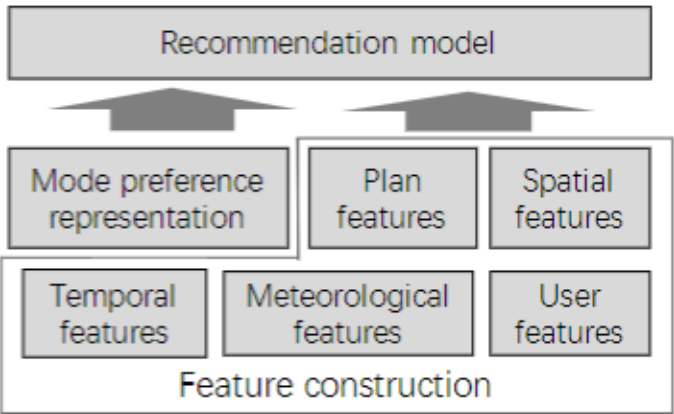 Recommendation model
Mode preference
representation
Plan
features
Spatial
features
Temporal
features
Meteorological
features
User
features
Feature construction